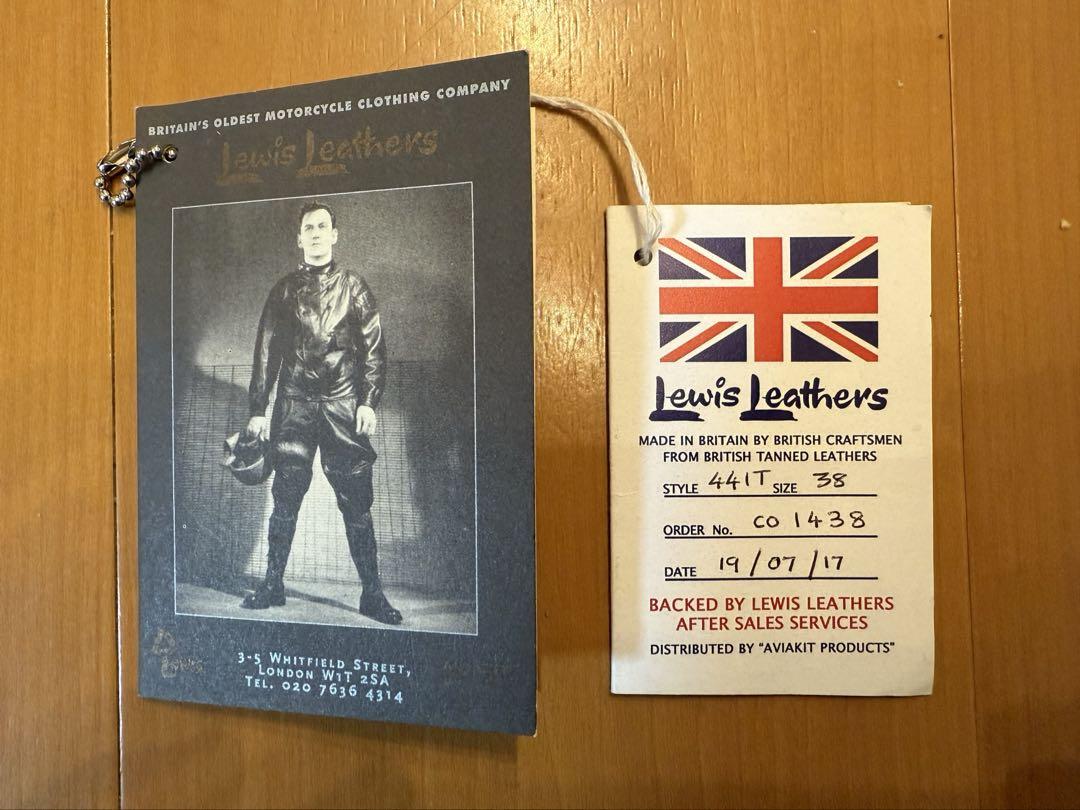 BRITAIN'S OLDEST MOTORCYCLE CLOTHING COMPANY
Lewis Leathers
3-5 WHITFIELD STREET,
LONDON W1T 2SA
TEL. 020 7636 4314
Lewis Leathers
MADE IN BRITAIN BY BRITISH CRAFTSMEN
FROM BRITISH TANNED LEATHERS
STYLE 441T SIZE 38
ORDER No. CO 1438
DATE 19/07/17
BACKED BY LEWIS LEATHERS
AFTER SALES SERVICES
DISTRIBUTED BY "AVIAKIT PRODUCTS"